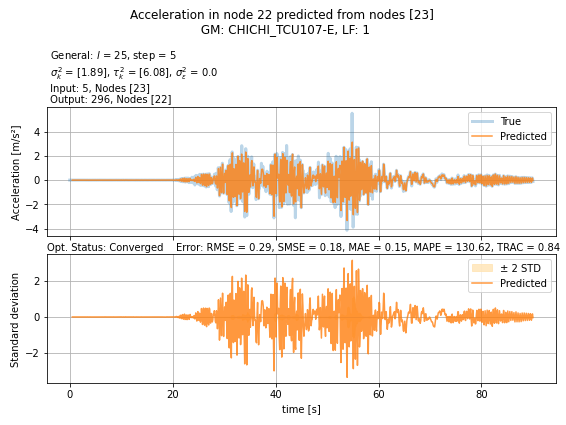 Acceleration in node 22 predicted from nodes [23]
GM: CHICHI_TCU107-E, LF: 1
General: l = 25, step = 5
σ²ₖ = [1.89], τ²ₖ = [6.08], σ²ε = 0.0
Input: 5, Nodes [23]
Output: 296, Nodes [22]
Acceleration [m/s²]
4
2
0
−2
−4
True
Predicted
Opt. Status: Converged Error: RMSE = 0.29, SMSE = 0.18, MAE = 0.15, MAPE = 130.62, TRAC = 0.84
Standard deviation
2
0
−2
± 2 STD
Predicted
0 20 40 60 80
time [s]